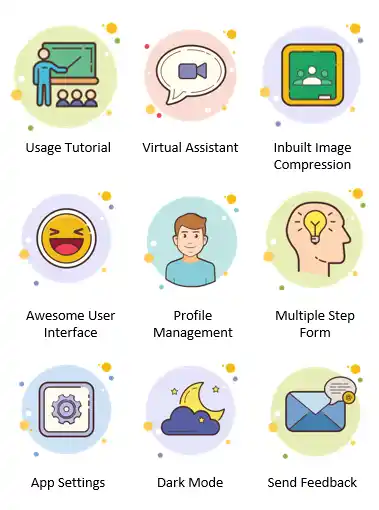 Usage Tutorial
Virtual Assistant
Inbuilt Image
Compression
Awesome User
Interface
Profile
Management
Multiple Step
Form
App Settings
Dark Mode
Send Feedback